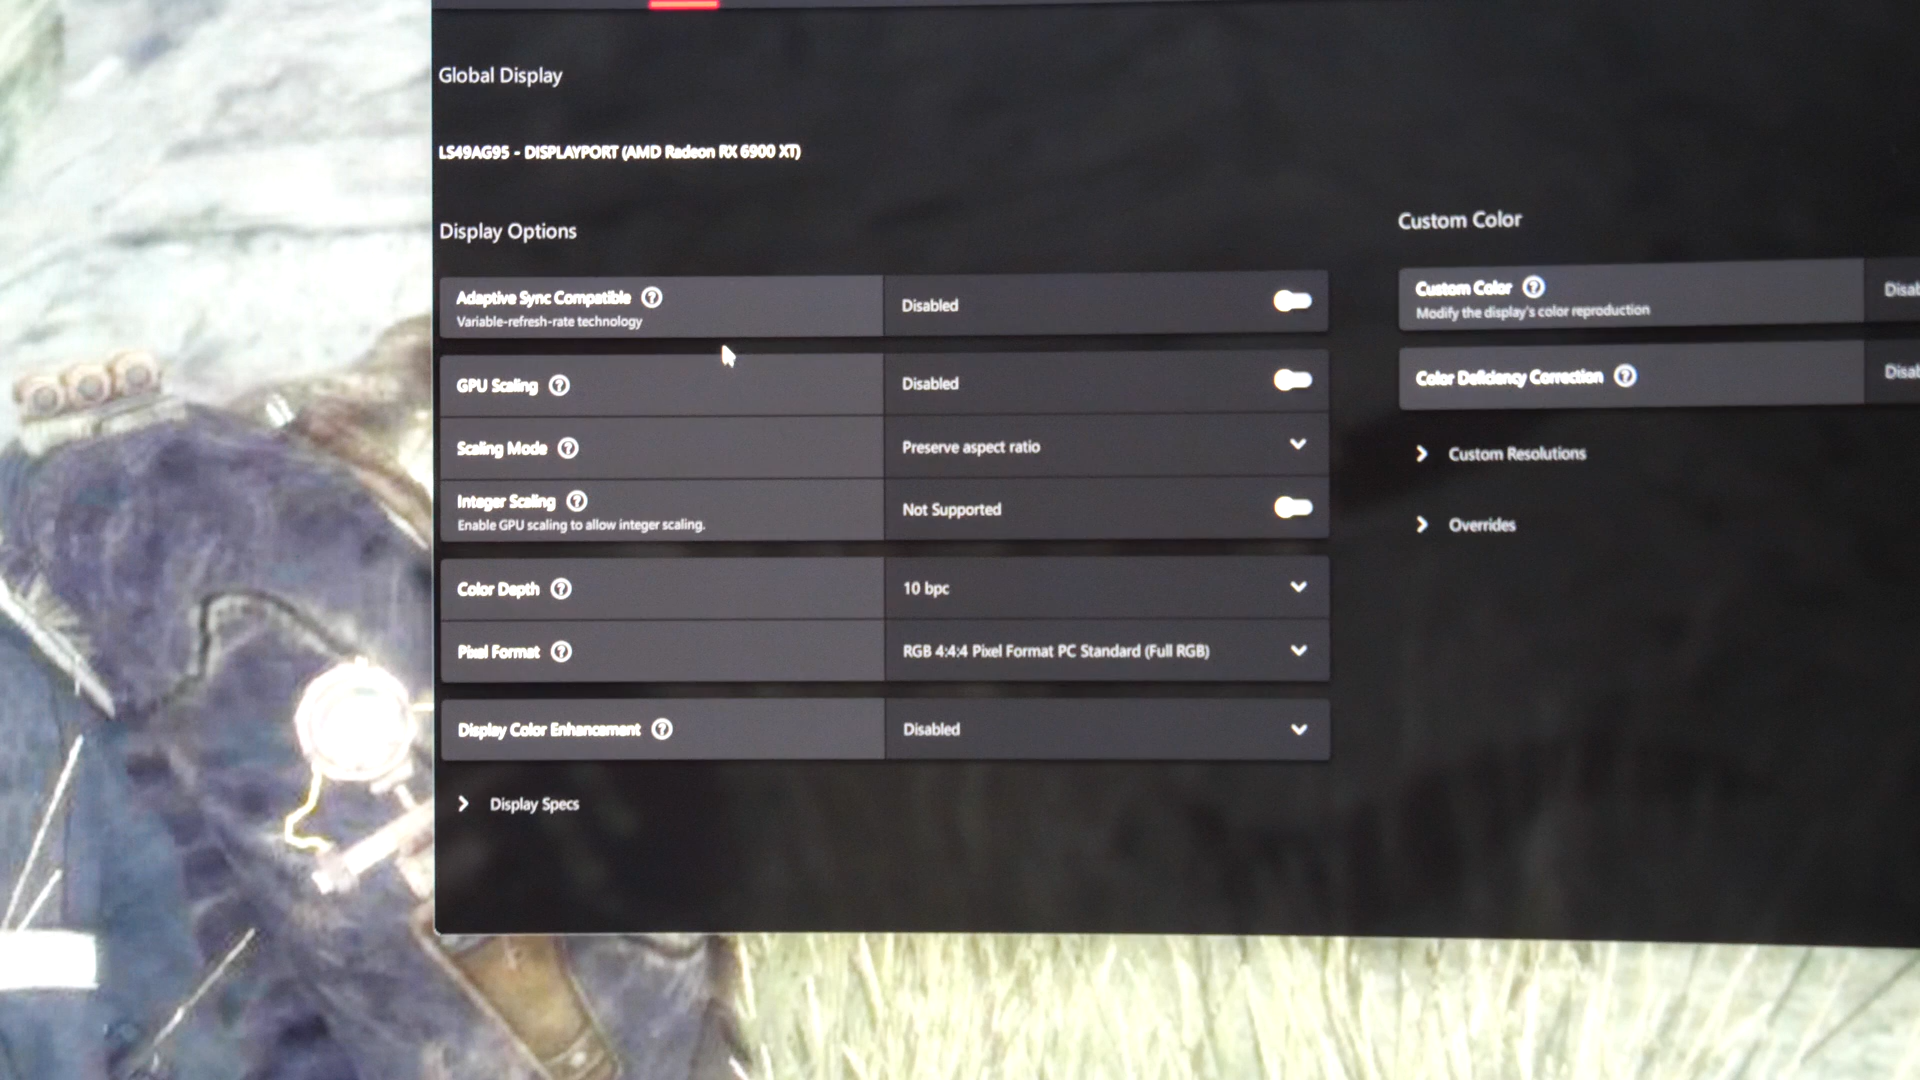 Global Display
LS49AG95 - DISPLAYPORT (AMD Radeon RX 6900 XT)
Display Options
Adaptive Sync Compatible
Variable-refresh-rate technology
Disabled
GPU Scaling
Disabled
Scaling Mode
Preserve aspect ratio
Integer Scaling
Enable GPU scaling to allow integer scaling.
Not Supported
Color Depth
10 bpc
Pixel Format
RGB 4:4:4 Pixel Format PC Standard (Full RGB)
Display Color Enhancement
Disabled
Display Specs
Custom Color
Custom Color
Modify the display's color reproduction
Disab
Color Deficiency Correction
Disab
Custom Resolutions
Overrides